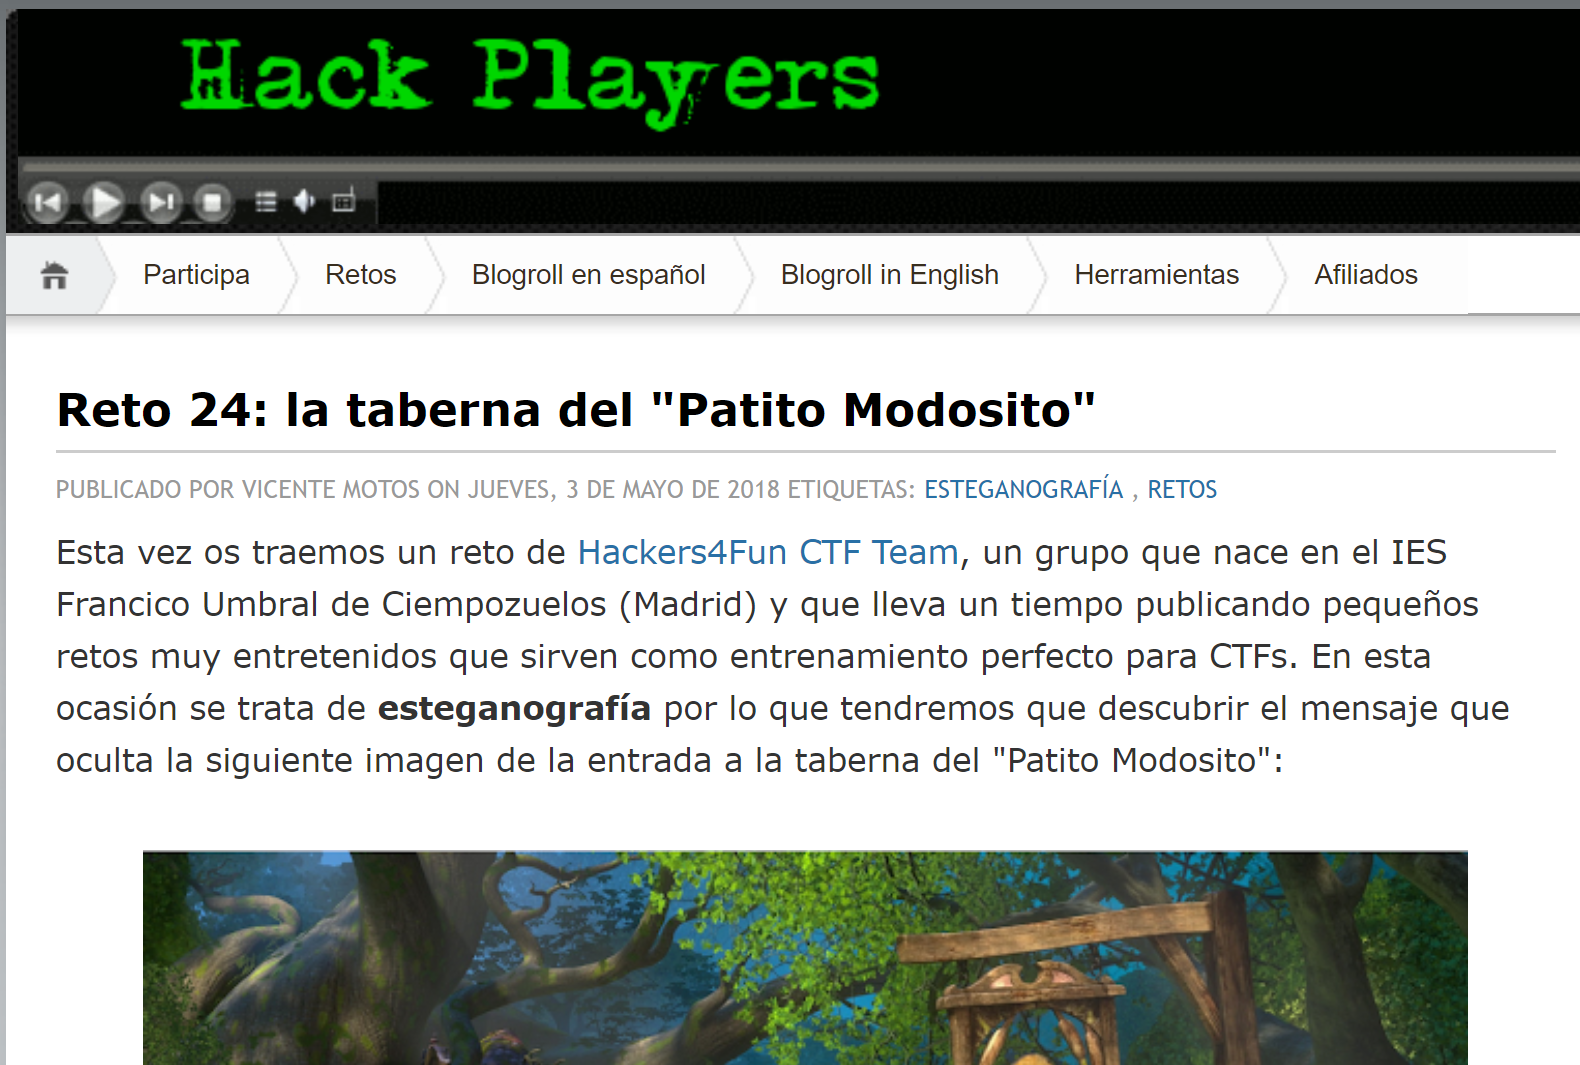 Hack Players
Participa
Retos
Blogroll en español
Blogroll in English
Herramientas
Afiliados
Reto 24: la taberna del "Patito Modosito"
PUBLICADO POR VICENTE MOTOS ON JUEVES, 3 DE MAYO DE 2018 ETIQUETAS: ESTEGANOGRAFÍA , RETOS
Esta vez os traemos un reto de Hackers4Fun CTF Team, un grupo que nace en el IES
Francico Umbral de Ciempozuelos (Madrid) y que lleva un tiempo publicando pequeños
retos muy entretenidos que sirven como entrenamiento perfecto para CTFs. En esta
ocasión se trata de esteganografía por lo que tendremos que descubrir el mensaje que
oculta la siguiente imagen de la entrada a la taberna del "Patito Modosito":